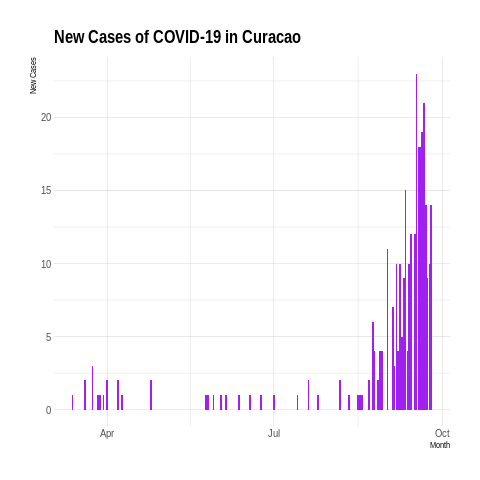 New Cases of COVID-19 in Curacao
New Cases
20
15
10
5
0
Apr
Jul
Oct
Month